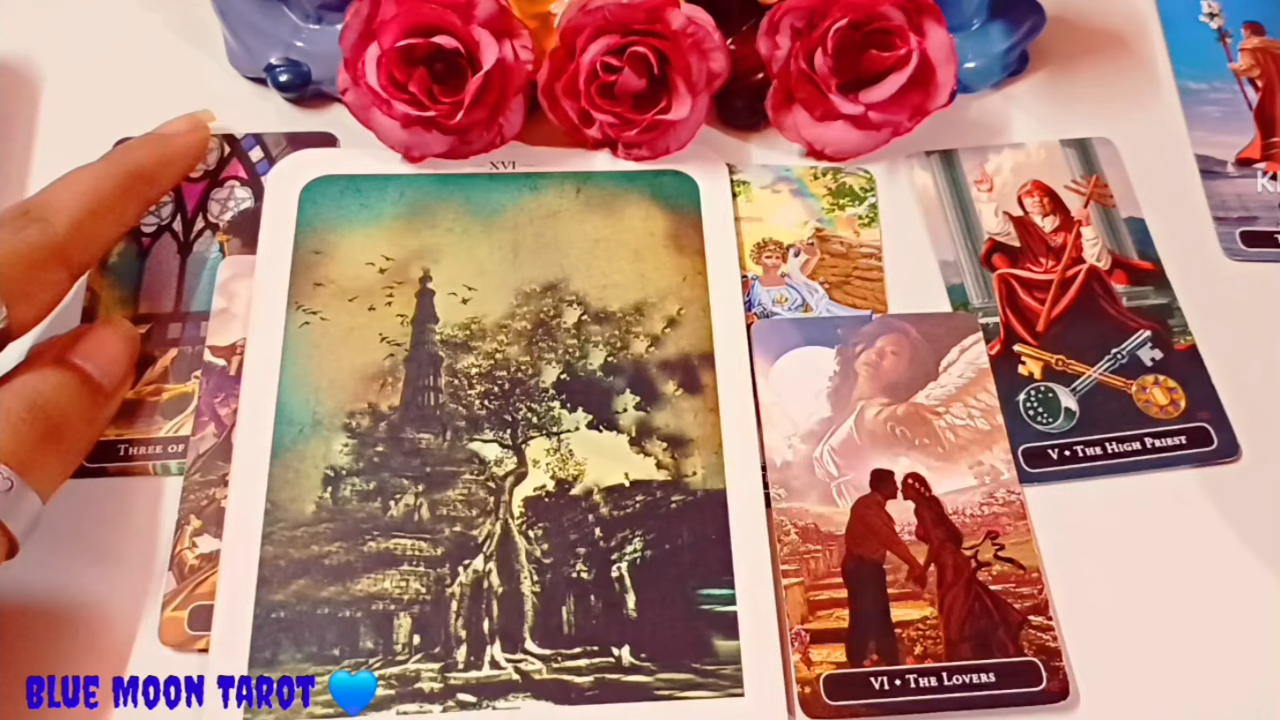 XVI
THREE OF
V • THE HIGH PRIEST
VI • THE LOVERS
BLUE MOON TAROT 💙